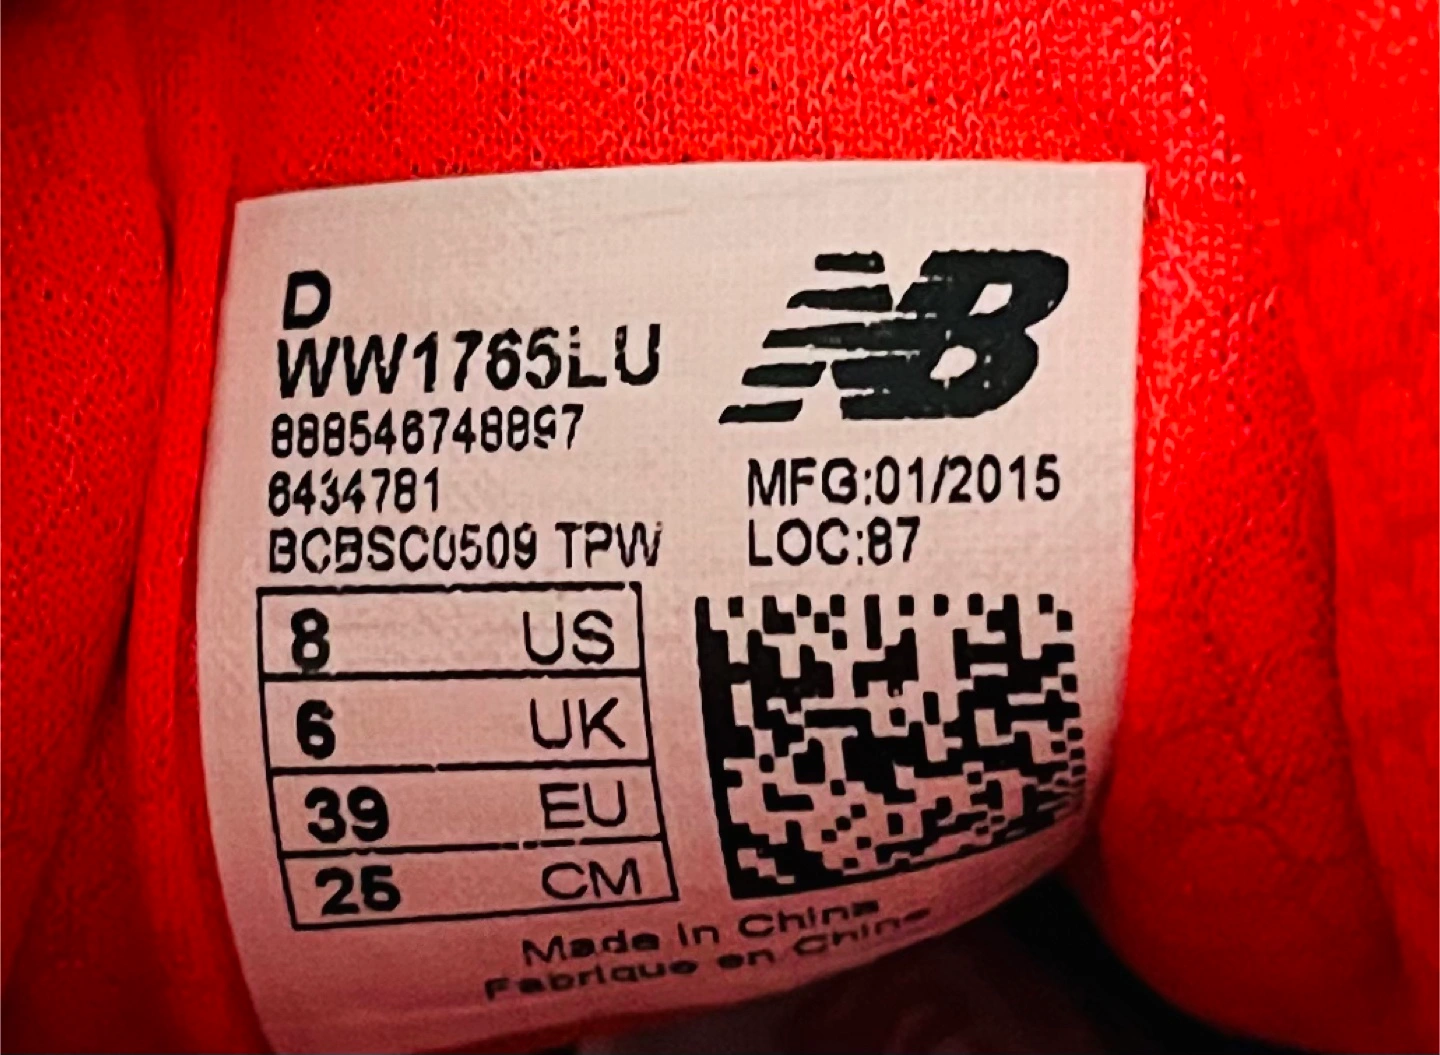 D
WW1765LU
888546748897
6434781
BCBSC0509 TPW
8 US
6 UK
39 EU
25 CM
NB
MFG:01/2015
LOC:87
Made in China
Fabrique en Chine